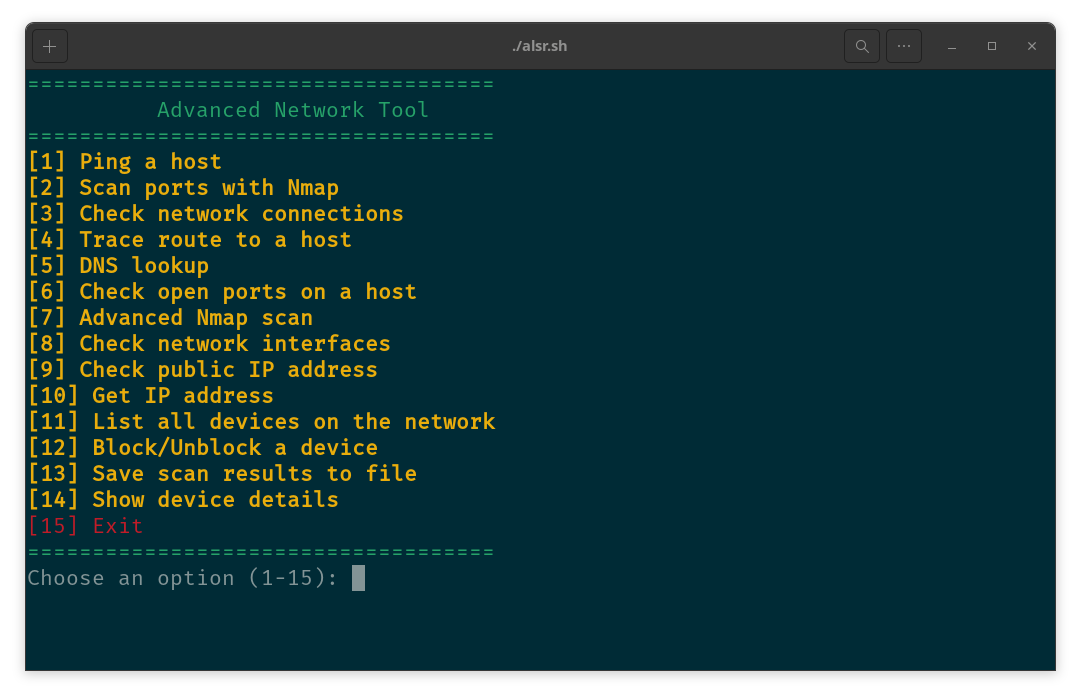 ./alsr.sh
====================================
Advanced Network Tool
====================================
[1] Ping a host
[2] Scan ports with Nmap
[3] Check network connections
[4] Trace route to a host
[5] DNS lookup
[6] Check open ports on a host
[7] Advanced Nmap scan
[8] Check network interfaces
[9] Check public IP address
[10] Get IP address
[11] List all devices on the network
[12] Block/Unblock a device
[13] Save scan results to file
[14] Show device details
[15] Exit
====================================
Choose an option (1-15):